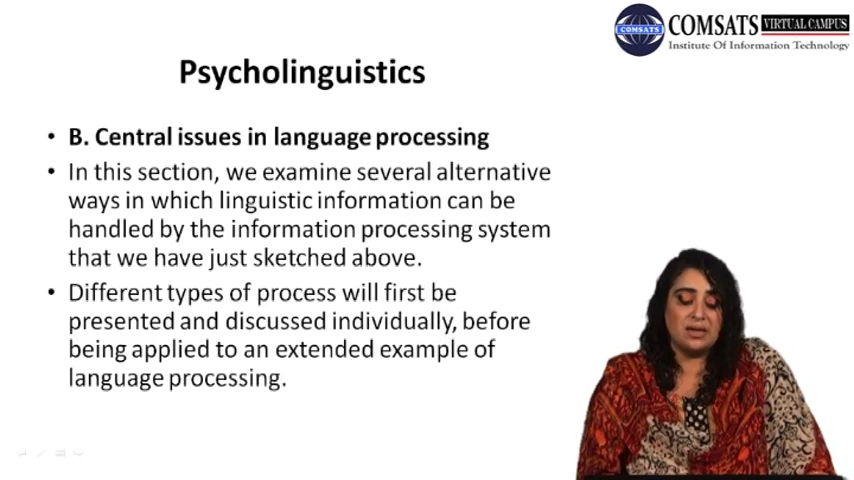 COMSATS VIRTUAL CAMPUS
COMSATS
Institute Of Information Technology
Psycholinguistics
• B. Central issues in language processing
• In this section, we examine several alternative
ways in which linguistic information can be
handled by the information processing system
that we have just sketched above.
• Different types of process will first be
presented and discussed individually, before
being applied to an extended example of
language processing.